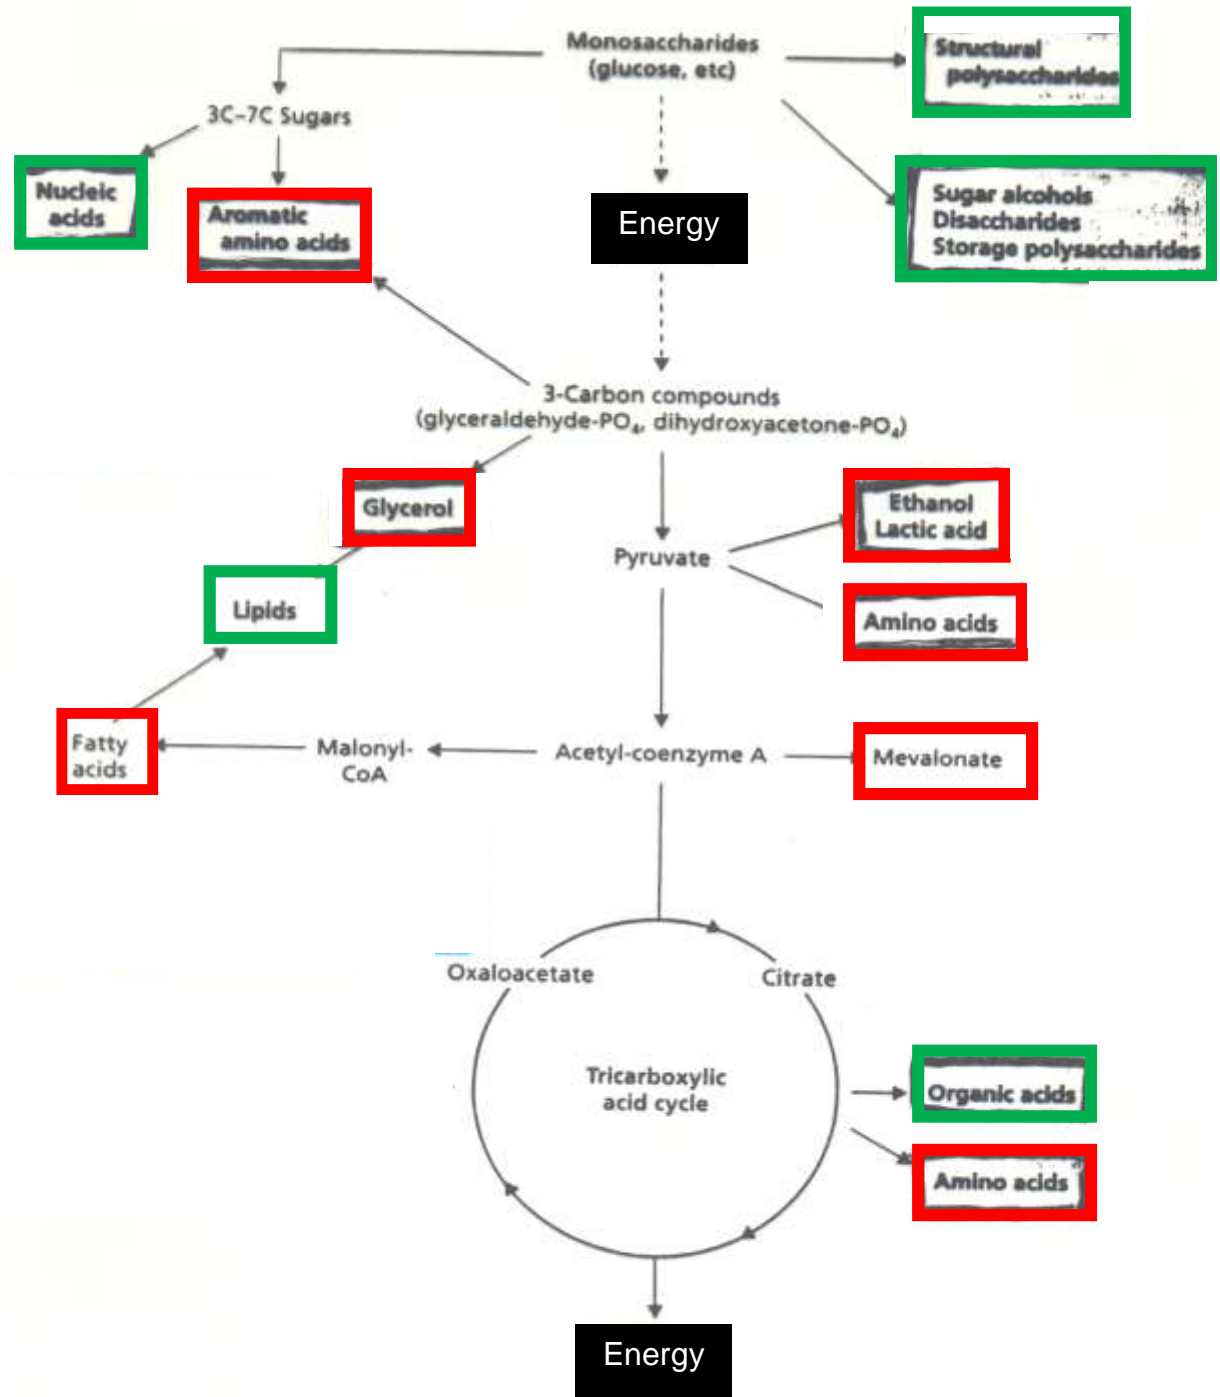 Monosaccharides
(glucose, etc)
Structural
polysaccharides
3C-7C Sugars
Nucleic
acids
Aromatic
amino acids
Energy
Sugar alcohols
Disaccharides
Storage polysaccharides
3-Carbon compounds
(glyceraldehyde-PO₄, dihydroxyacetone-PO₄)
Glycerol
Ethanol
Lactic acid
Pyruvate
Lipids
Amino acids
Fatty
acids
Malonyl-
CoA
Acetyl-coenzyme A
Mevalonate
Oxaloacetate
Citrate
Tricarboxylic
acid cycle
Organic acids
Amino acids
Energy